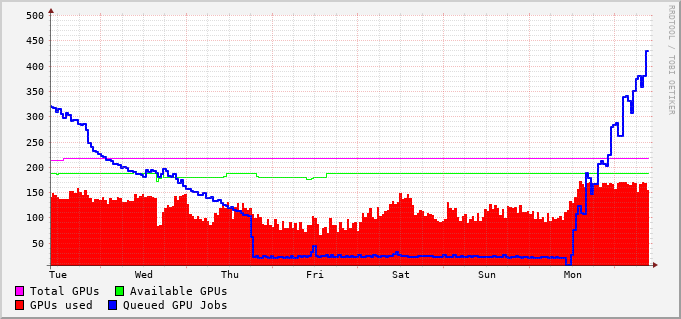 500
450
400
350
300
250
200
150
100
50
Tue Wed Thu Fri Sat Sun Mon
Total GPUs Available GPUs
GPUs used Queued GPU Jobs
RRDTOOL / TOBI OETIKER